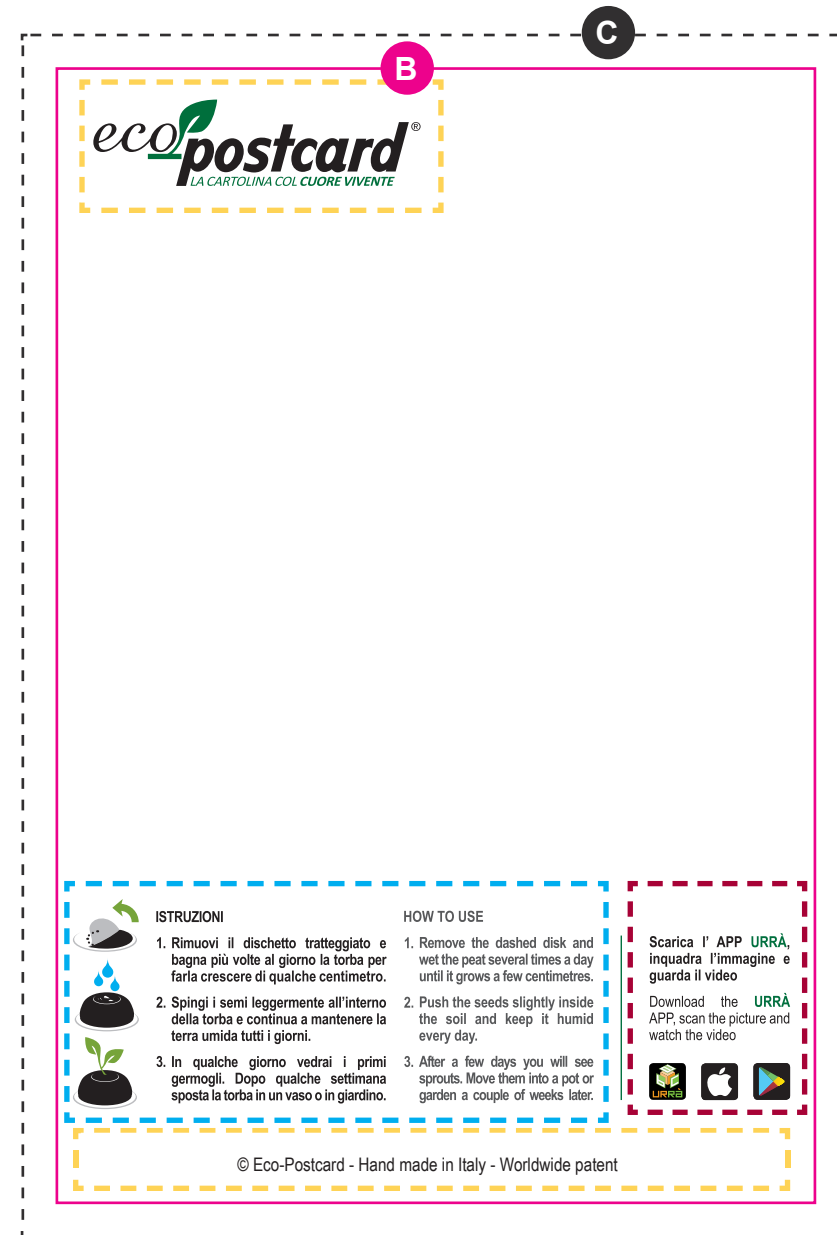 C
B
eco postcard®
LA CARTOLINA COL CUORE VIVENTE
ISTRUZIONI
1. Rimuovi il dischetto tratteggiato e
bagna più volte al giorno la torba per
farla crescere di qualche centimetro.
2. Spingi i semi leggermente all'interno
della torba e continua a mantenere la
terra umida tutti i giorni.
3. In qualche giorno vedrai i primi
germogli. Dopo qualche settimana
sposta la torba in un vaso o in giardino.
HOW TO USE
1. Remove the dashed disk and
wet the peat several times a day
until it grows a few centimetres.
2. Push the seeds slightly inside
the soil and keep it humid
every day.
3. After a few days you will see
sprouts. Move them into a pot or
garden a couple of weeks later.
Scarica l' APP URRÀ,
inquadra l'immagine e
guarda il video
Download the URRÀ
APP, scan the picture and
watch the video
URRà
© Eco-Postcard - Hand made in Italy - Worldwide patent